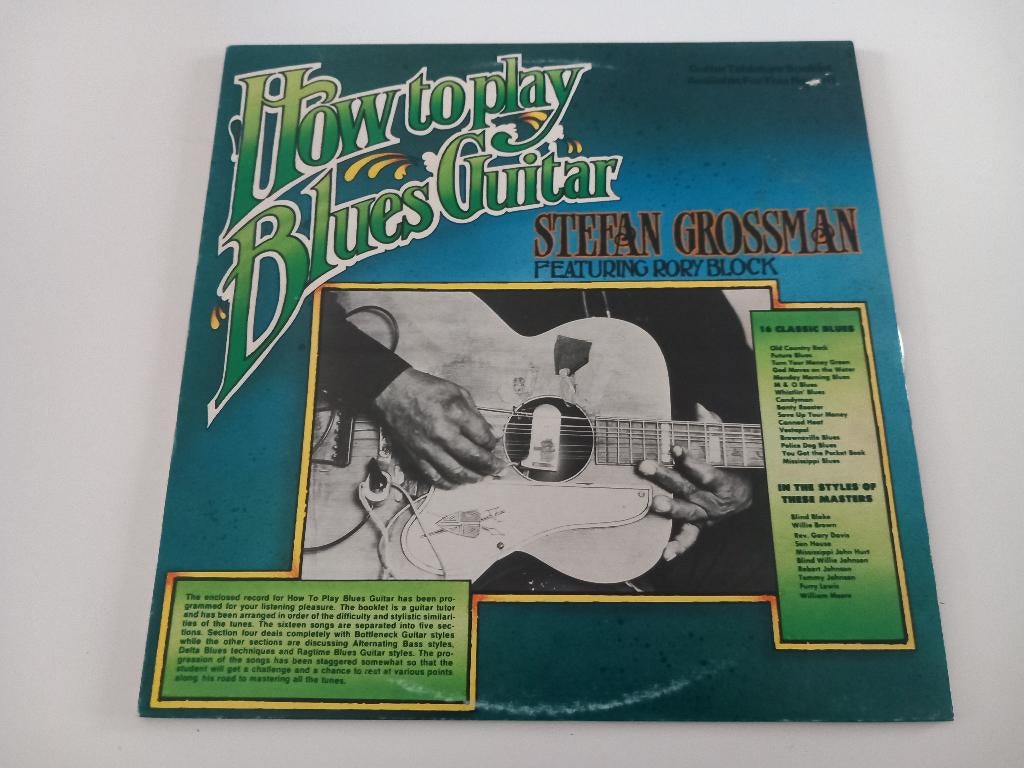 How to play
Blues Guitar
Guitar Tablature Booklet
STEFAN GROSSMAN
FEATURING RORY BLOCK
16 CLASSIC BLUES
Old Country Rock
Future Blues
Turn Your Money Green
God Moves on the Water
Monday Morning Blues
M & O Blues
Whistlin' Blues
Candyman
Banty Rooster
Save Up Your Money
Canned Heat
Vestapol
Brownsville Blues
Police Dog Blues
You Got the Pocket Book
Mississippi Blues
IN THE STYLES OF
THESE MASTERS
Blind Blake
Willie Brown
Rev. Gary Davis
Son House
Mississippi John Hurt
Blind Willie Johnson
Robert Johnson
Tommy Johnson
Furry Lewis
William Moore
The enclosed record for How To Play Blues Guitar has been pro-
grammed for your listening pleasure. The booklet is a guitar tutor
and has been arranged in order of the difficulty and stylistic similari-
ties of the tunes. The sixteen songs are separated into five sec-
tions. Section four deals completely with Bottleneck Guitar styles
while the other sections are discussing Alternating Bass styles,
Delta Blues techniques and Ragtime Blues Guitar styles. The pro-
gression of the songs has been staggered somewhat so that the
student will get a challenge and a chance to rest at various points
along his road to mastering all the tunes.